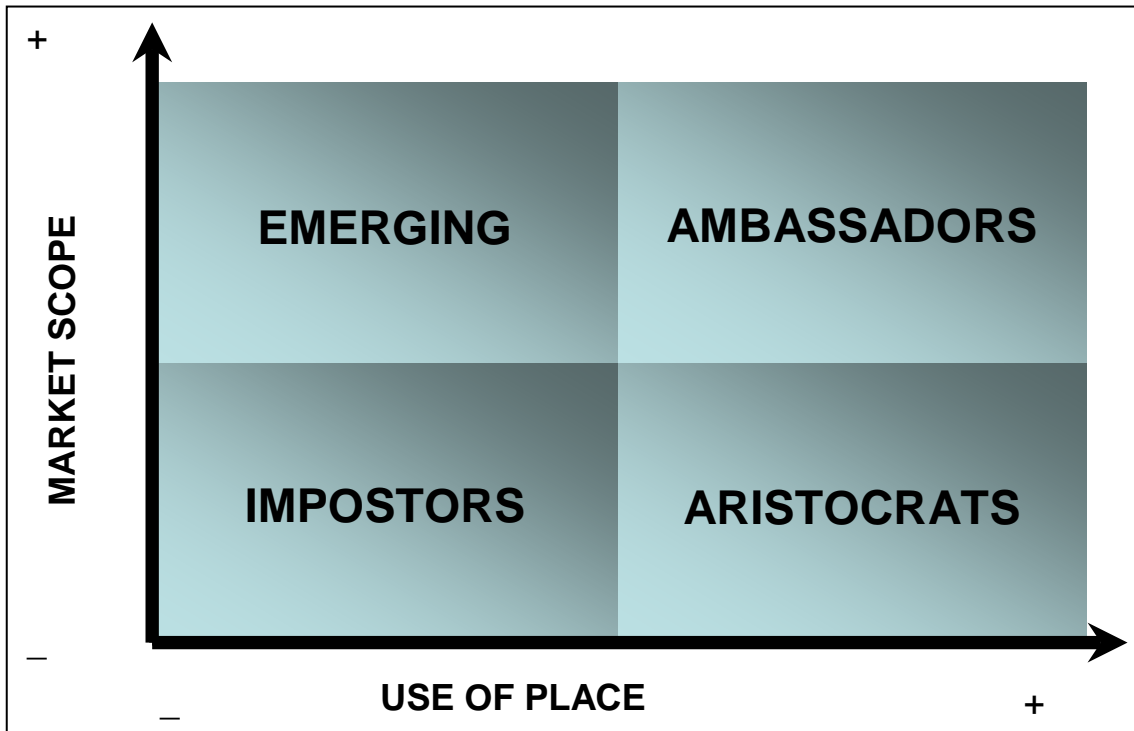 +
EMERGING
AMBASSADORS
MARKET SCOPE
IMPOSTORS
ARISTOCRATS
_
USE OF PLACE
_
+